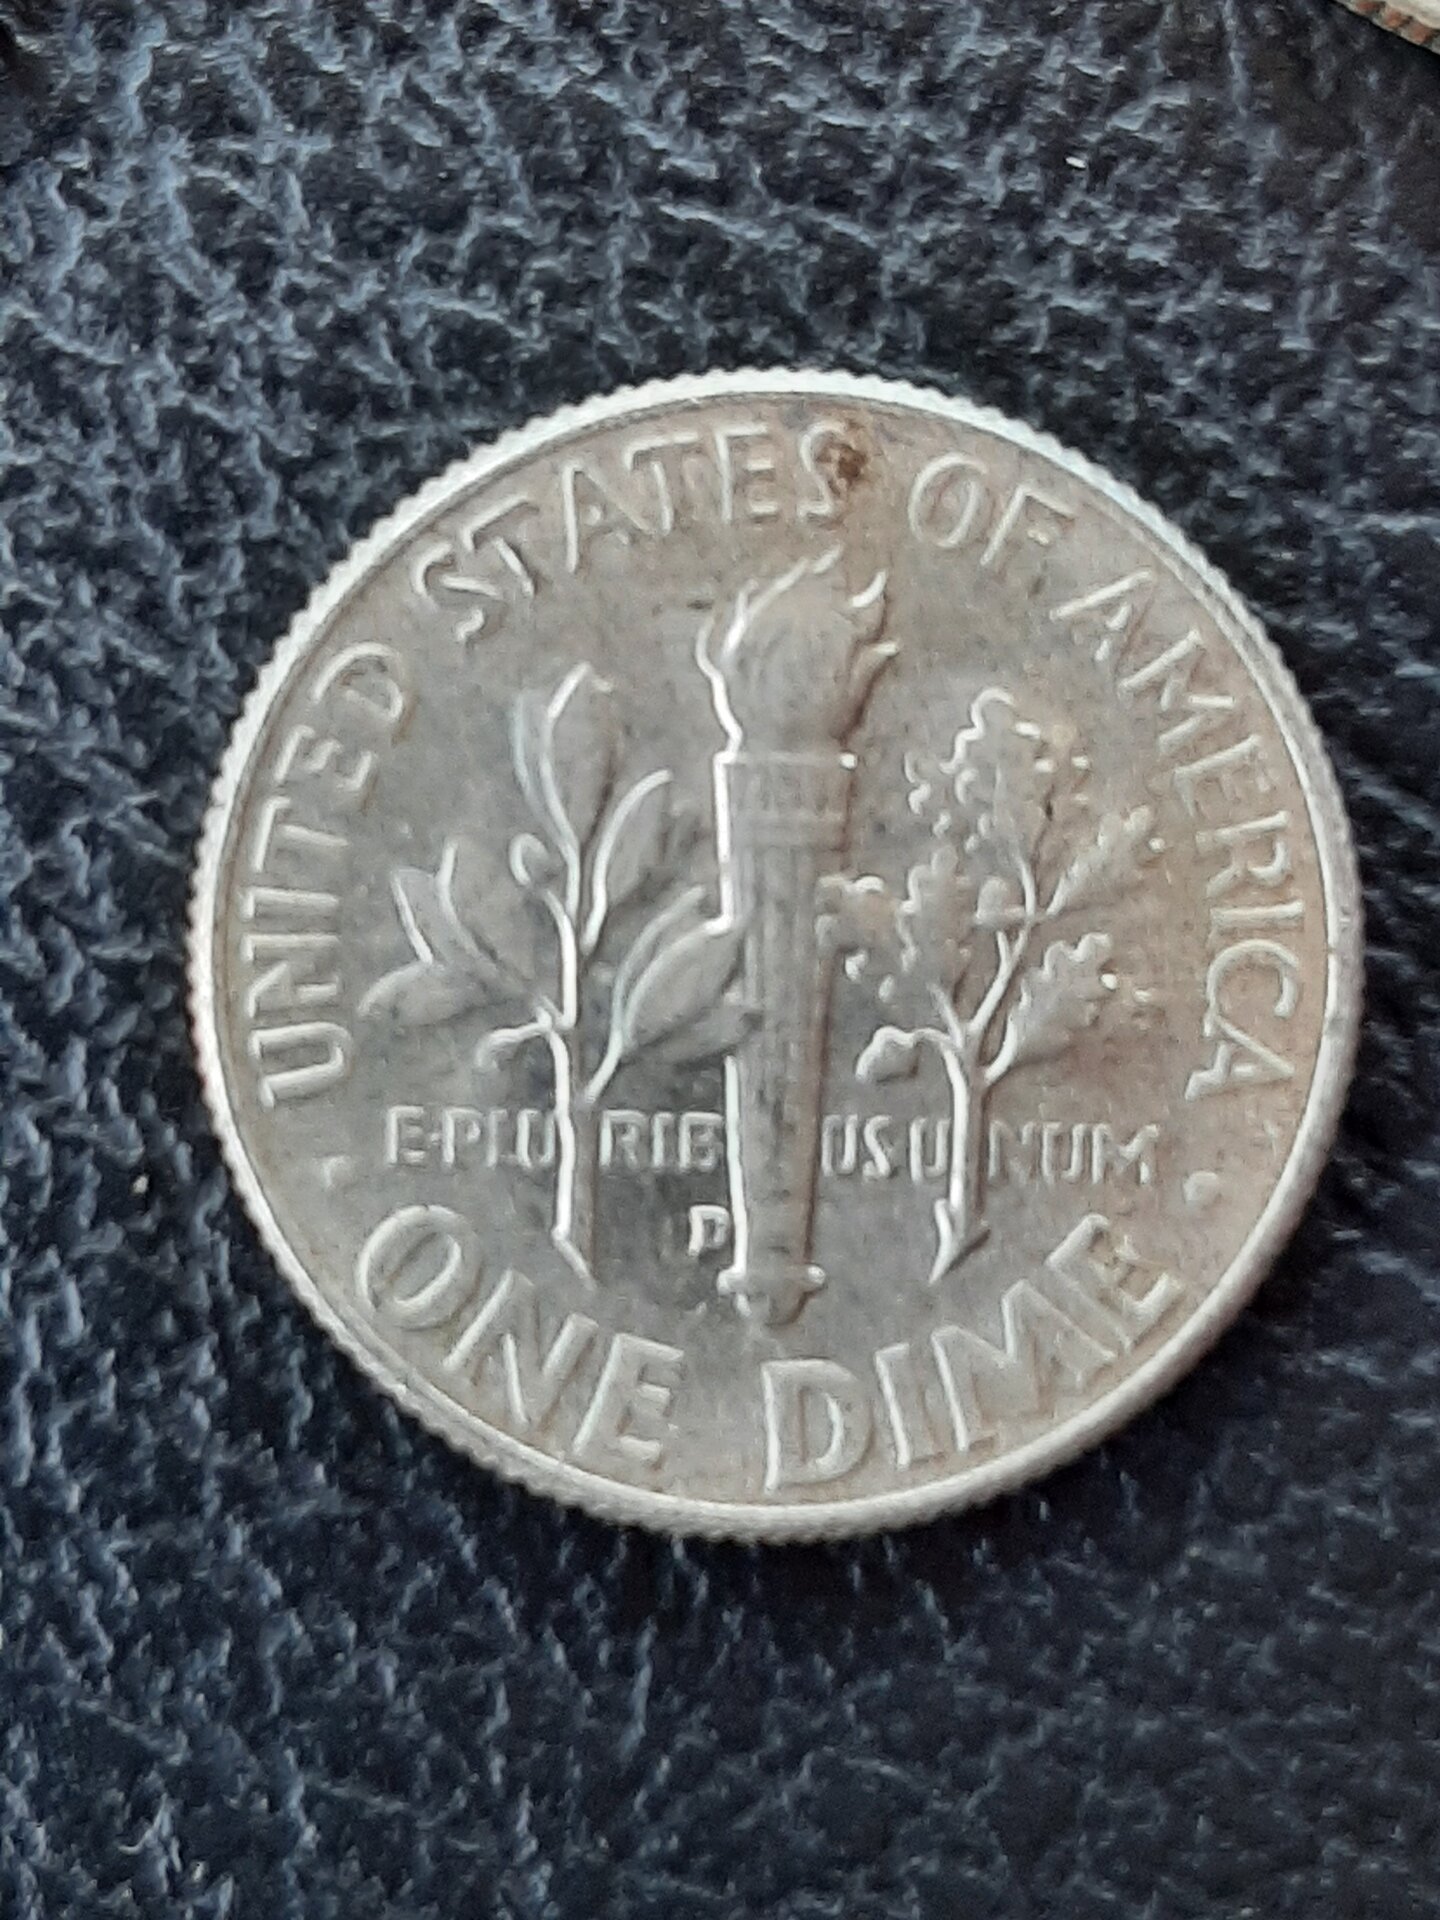 UNITED STATES OF AMERICA
E·PLURIBUS UNUM
D
· ONE DIME ·